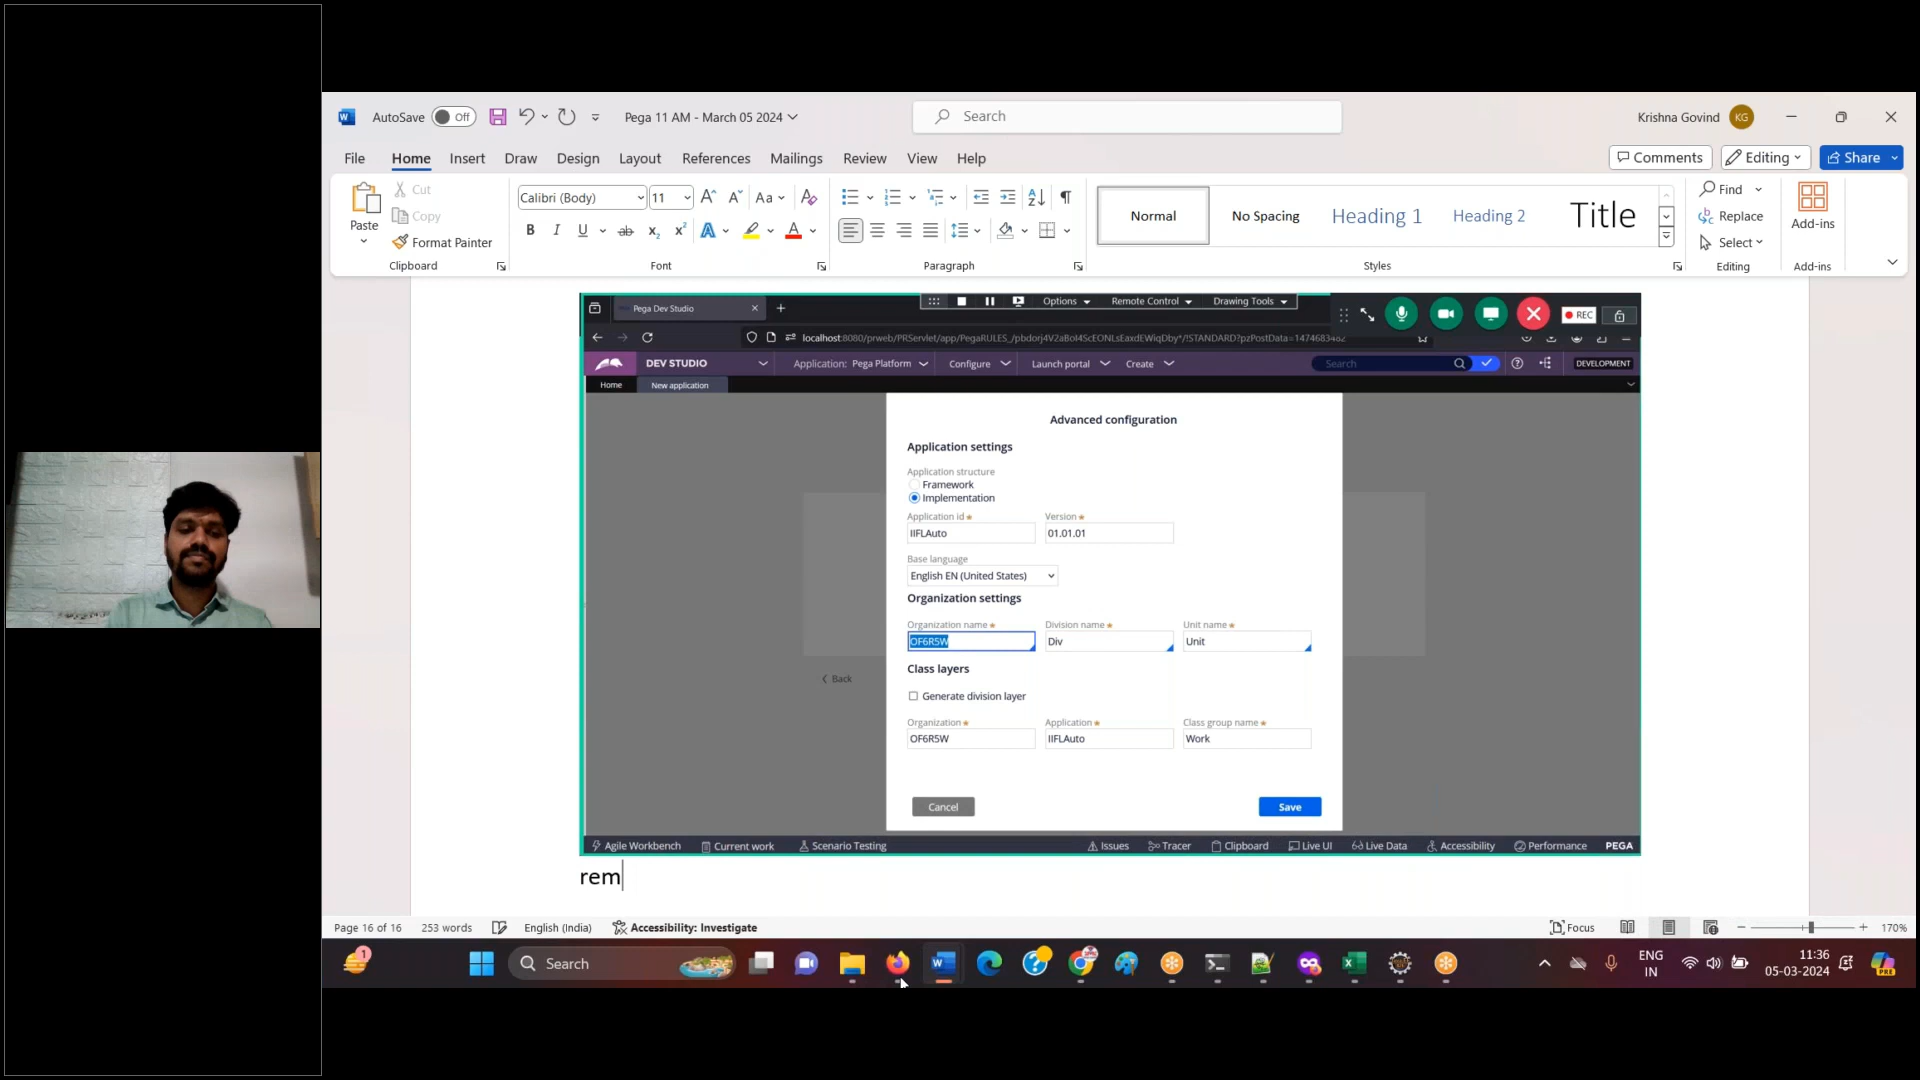 AutoSave Off Pega 11 AM - March 05 2024 Search Krishna Govind KG
File Home Insert Draw Design Layout References Mailings Review View Help Comments Editing Share
Paste Cut Copy Format Painter Clipboard
Calibri (Body) 11 Aa
B I U ab x₂ x² A A
Font
Paragraph
Normal No Spacing Heading 1 Heading 2 Title
Styles
Find Replace Select Editing
Add-ins
Add-ins
Pega Dev Studio Options Remote Control Drawing Tools REC
DEV STUDIO Application: Pega Platform Configure Launch portal Create Search DEVELOPMENT
Home New application
Advanced configuration
Application settings
Application structure
Framework
Implementation
Application id Version
IIFLAuto 01.01.01
Base language
English EN (United States)
Organization settings
Organization name Division name Unit name
OF6R5W Div Unit
Class layers
Back
Generate division layer
Organization Application Class group name
OF6R5W IIFLAuto Work
Cancel Save
Agile Workbench Current work Scenario Testing Issues Tracer Clipboard Live UI Live Data Accessibility Performance PEGA
rem
Page 16 of 16 253 words English (India) Accessibility: Investigate Focus 170%
1 Search ENG IN 11:36 05-03-2024 PRE